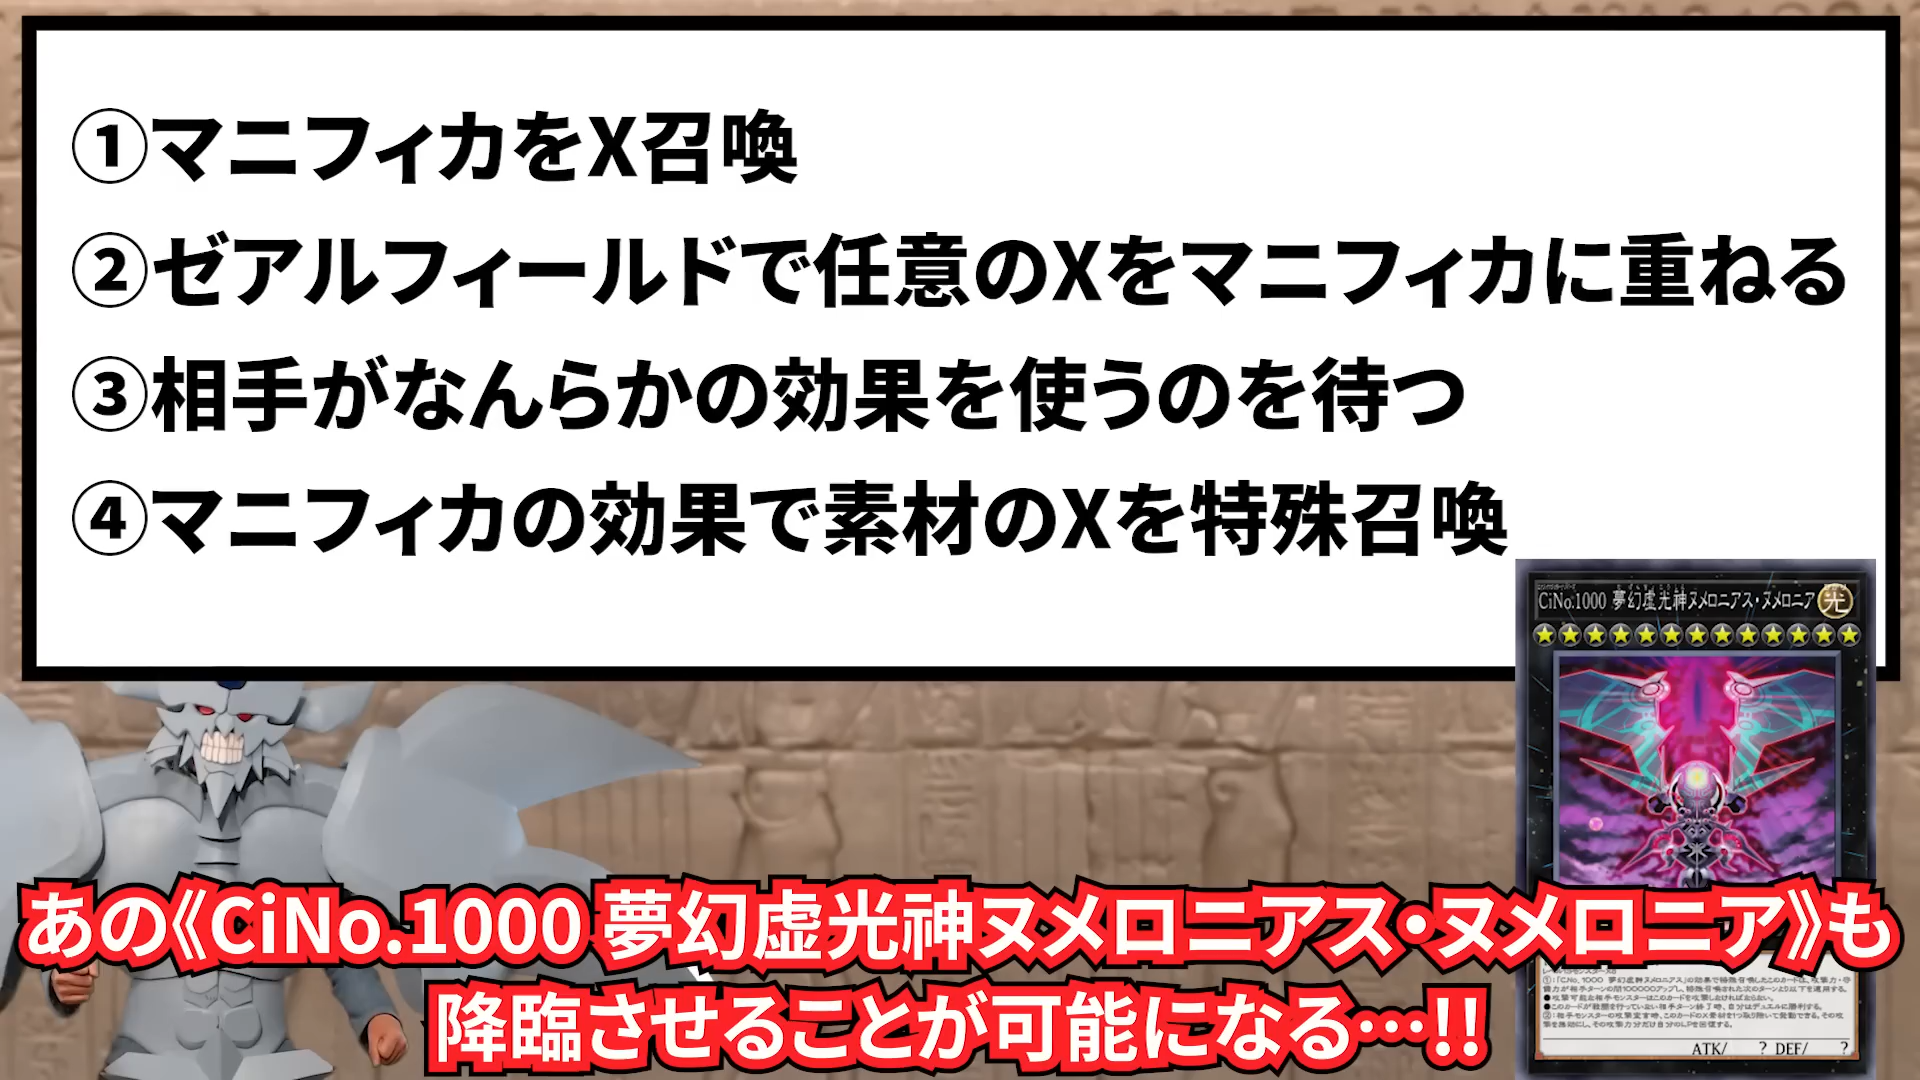 ①マニフィカをX召喚
②ゼアルフィールドで任意のXをマニフィカに重ねる
③相手がなんらかの効果を使うのを待つ
④マニフィカの効果で素材のXを特殊召喚
CiNo.1000 夢幻虚光神ヌメロニアス・ヌメロニア
光
あの《CiNo.1000 夢幻虚光神ヌメロニアス・ヌメロニア》も
降臨させることが可能になる…!!
ATK/ ? DEF/ ?